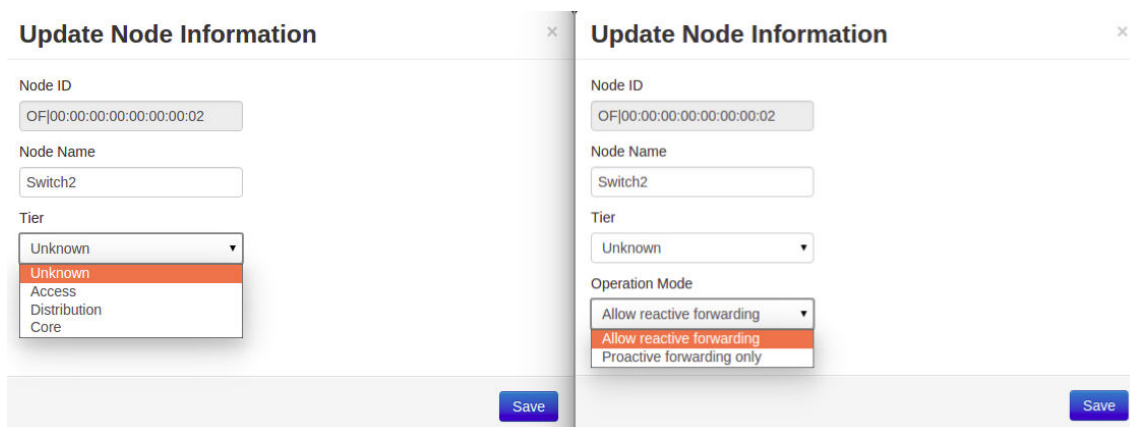 Update Node Information
×
Node ID
OF|00:00:00:00:00:00:00:02
Node Name
Switch2
Tier
Unknown
Unknown
Access
Distribution
Core
Save
Update Node Information
×
Node ID
OF|00:00:00:00:00:00:00:02
Node Name
Switch2
Tier
Unknown
Operation Mode
Allow reactive forwarding
Allow reactive forwarding
Proactive forwarding only
Save